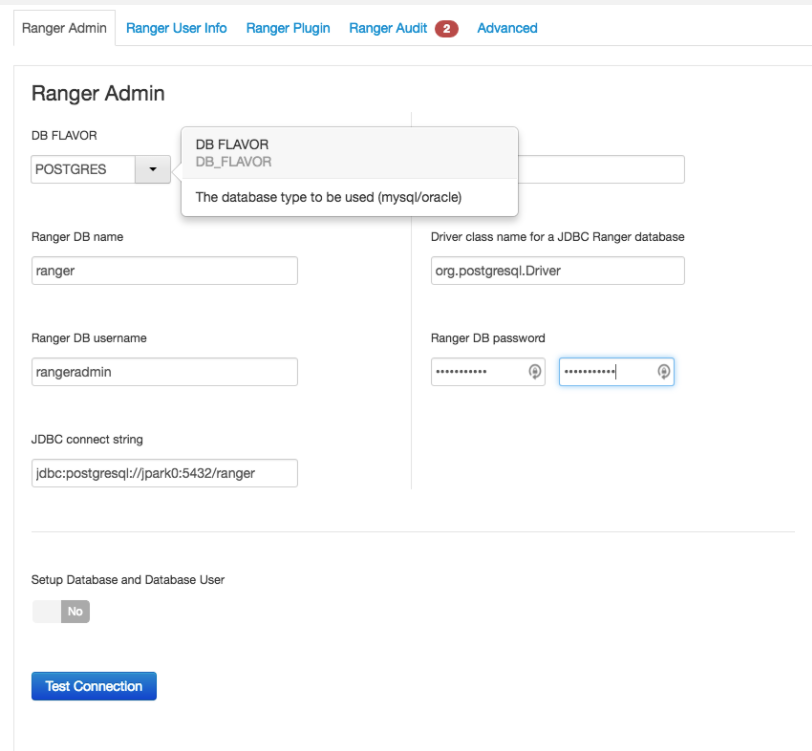 Ranger Admin Ranger User Info Ranger Plugin Ranger Audit 2 Advanced
Ranger Admin
DB FLAVOR
POSTGRES
DB FLAVOR
DB_FLAVOR
The database type to be used (mysql/oracle)
Ranger DB name
ranger
Driver class name for a JDBC Ranger database
org.postgresql.Driver
Ranger DB username
rangeradmin
Ranger DB password
JDBC connect string
jdbc:postgresql://jpark0:5432/ranger
Setup Database and Database User
No
Test Connection